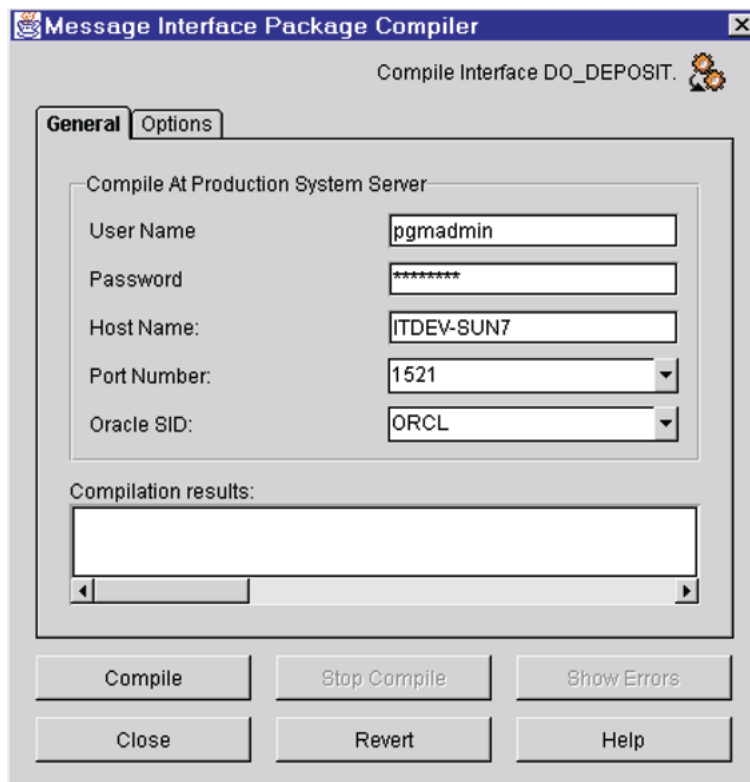 Message Interface Package Compiler
Compile Interface DO_DEPOSIT.
General Options
Compile At Production System Server
User Name pgmadmin
Password ********
Host Name: ITDEV-SUN7
Port Number: 1521
Oracle SID: ORCL
Compilation results:
Compile Stop Compile Show Errors
Close Revert Help